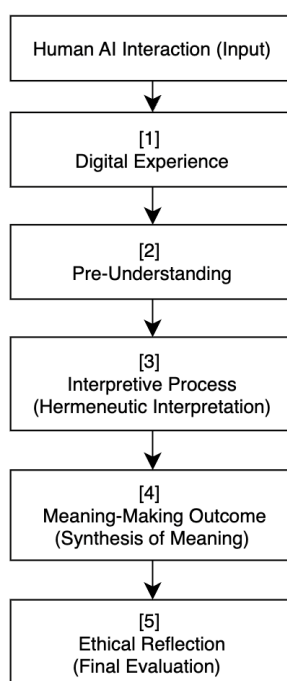 Human AI Interaction (Input)
[1]
Digital Experience
[2]
Pre-Understanding
[3]
Interpretive Process
(Hermeneutic Interpretation)
[4]
Meaning-Making Outcome
(Synthesis of Meaning)
[5]
Ethical Reflection
(Final Evaluation)